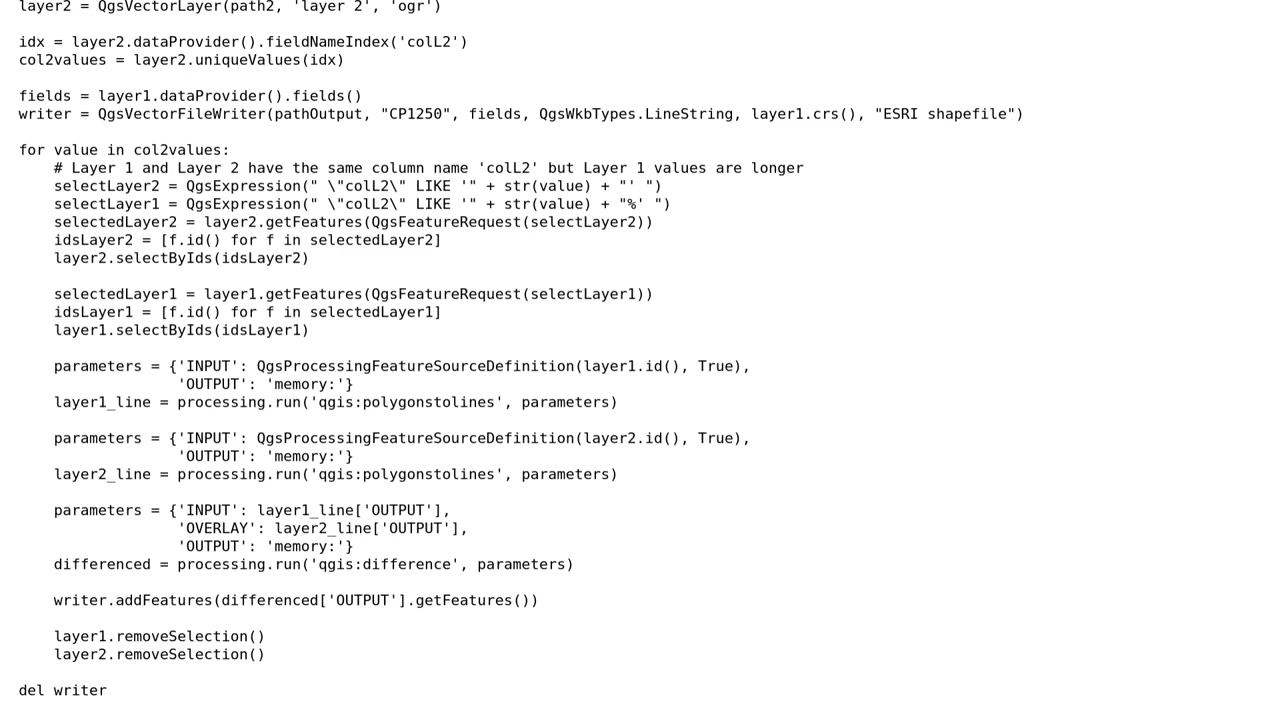 layer2 = QgsVectorLayer(path2, 'layer 2', 'ogr')

idx = layer2.dataProvider().fieldNameIndex('colL2')
col2values = layer2.uniqueValues(idx)

fields = layer1.dataProvider().fields()
writer = QgsVectorFileWriter(pathOutput, "CP1250", fields, QgsWkbTypes.LineString, layer1.crs(), "ESRI shapefile")

for value in col2values:
    # Layer 1 and Layer 2 have the same column name 'colL2' but Layer 1 values are longer
    selectLayer2 = QgsExpression(" \"colL2\" LIKE '" + str(value) + "' ")
    selectLayer1 = QgsExpression(" \"colL2\" LIKE '" + str(value) + "%' ")
    selectedLayer2 = layer2.getFeatures(QgsFeatureRequest(selectLayer2))
    idsLayer2 = [f.id() for f in selectedLayer2]
    layer2.selectByIds(idsLayer2)

    selectedLayer1 = layer1.getFeatures(QgsFeatureRequest(selectLayer1))
    idsLayer1 = [f.id() for f in selectedLayer1]
    layer1.selectByIds(idsLayer1)

    parameters = {'INPUT': QgsProcessingFeatureSourceDefinition(layer1.id(), True),
                  'OUTPUT': 'memory:'}
    layer1_line = processing.run('qgis:polygonstolines', parameters)

    parameters = {'INPUT': QgsProcessingFeatureSourceDefinition(layer2.id(), True),
                  'OUTPUT': 'memory:'}
    layer2_line = processing.run('qgis:polygonstolines', parameters)

    parameters = {'INPUT': layer1_line['OUTPUT'],
                  'OVERLAY': layer2_line['OUTPUT'],
                  'OUTPUT': 'memory:'}
    differenced = processing.run('qgis:difference', parameters)

    writer.addFeatures(differenced['OUTPUT'].getFeatures())

    layer1.removeSelection()
    layer2.removeSelection()

del writer